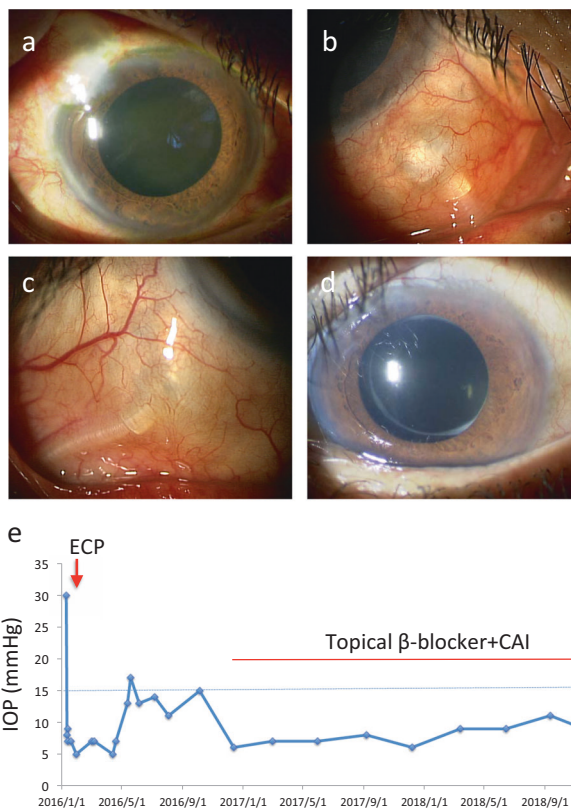 a
b
c
d
e
ECP
35
30
25
20
15
10
5
0
IOP (mmHg)
Topical β-blocker+CAI
2016/1/1 2016/5/1 2016/9/1 2017/1/1 2017/5/1 2017/9/1 2018/1/1 2018/5/1 2018/9/1